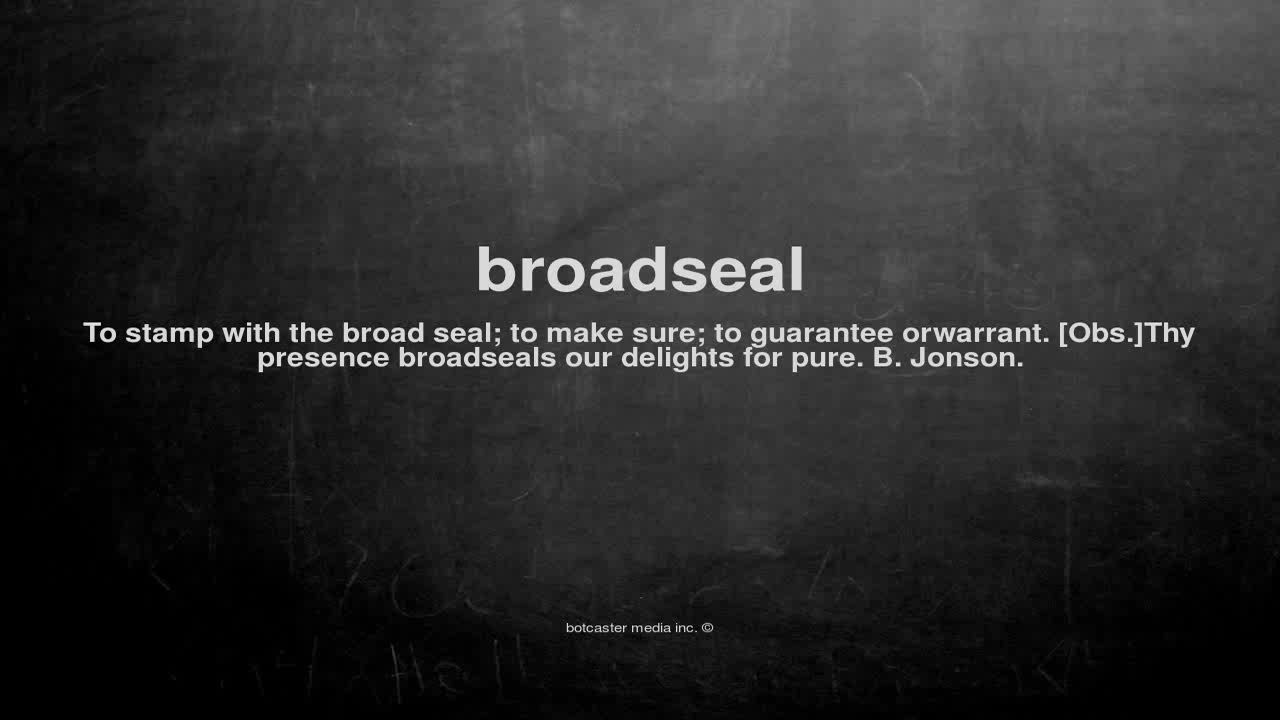 broadseal
To stamp with the broad seal; to make sure; to guarantee orwarrant. [Obs.]Thy
presence broadseals our delights for pure. B. Jonson.
botcaster media inc. ©